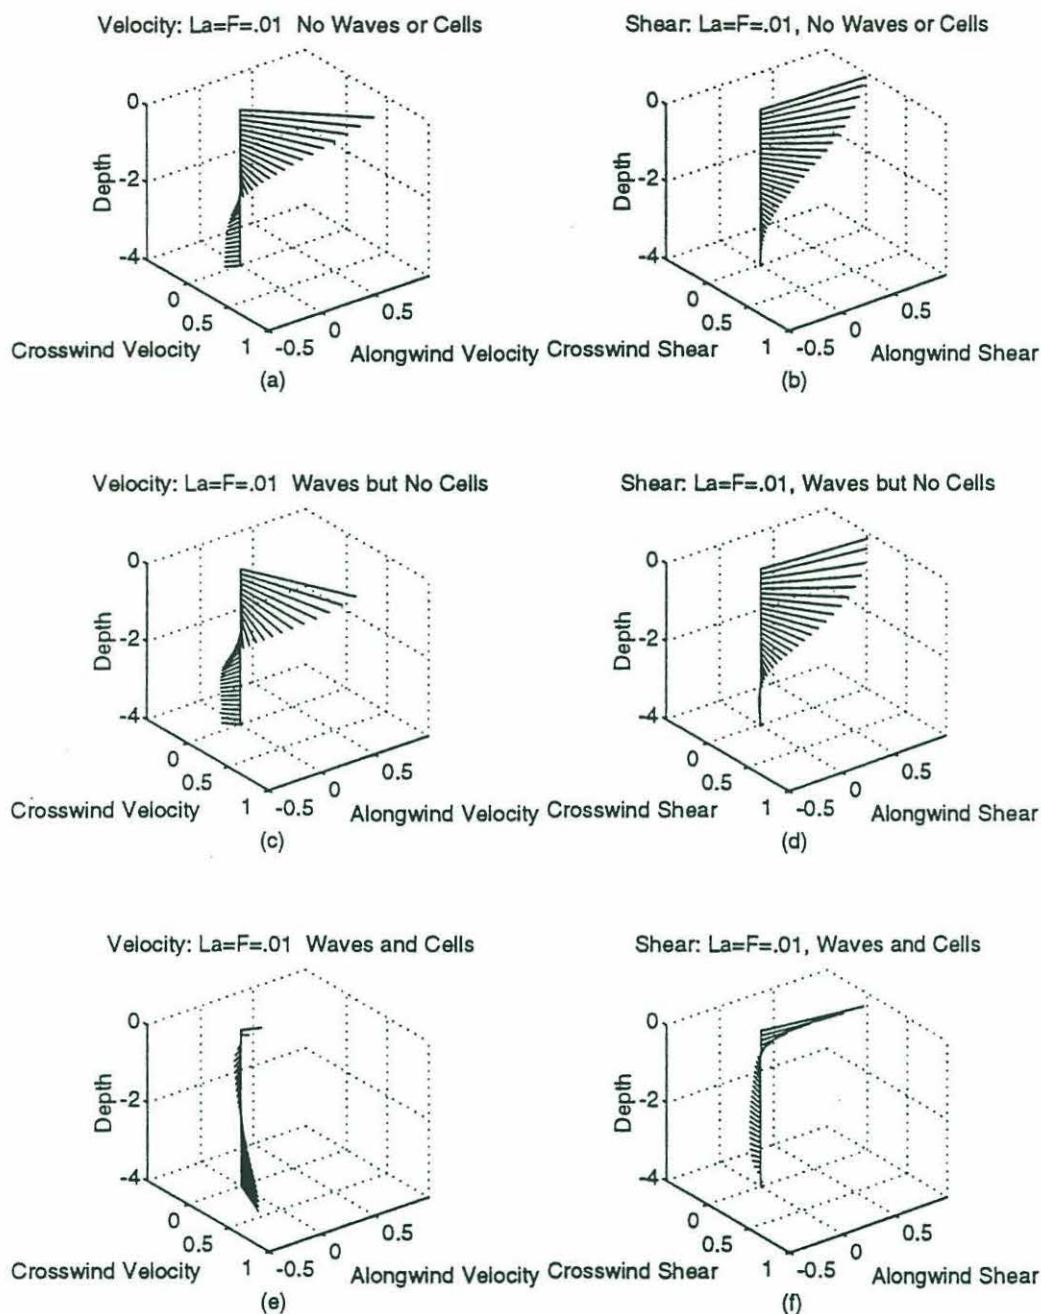 Velocity: La=F=.01 No Waves or Cells
Shear: La=F=.01, No Waves or Cells
0
-2
-4
Depth
0
0.5
1
-0.5
0
0.5
Crosswind Velocity
Alongwind Velocity
(a)
0
-2
-4
Depth
0
0.5
1
-0.5
0
0.5
Crosswind Shear
Alongwind Shear
(b)
Velocity: La=F=.01 Waves but No Cells
Shear: La=F=.01, Waves but No Cells
0
-2
-4
Depth
0
0.5
1
-0.5
0
0.5
Crosswind Velocity
Alongwind Velocity
(c)
0
-2
-4
Depth
0
0.5
1
-0.5
0
0.5
Crosswind Shear
Alongwind Shear
(d)
Velocity: La=F=.01 Waves and Cells
Shear: La=F=.01, Waves and Cells
0
-2
-4
Depth
0
0.5
1
-0.5
0
0.5
Crosswind Velocity
Alongwind Velocity
(e)
0
-2
-4
Depth
0
0.5
1
-0.5
0
0.5
Crosswind Shear
Alongwind Shear
(f)